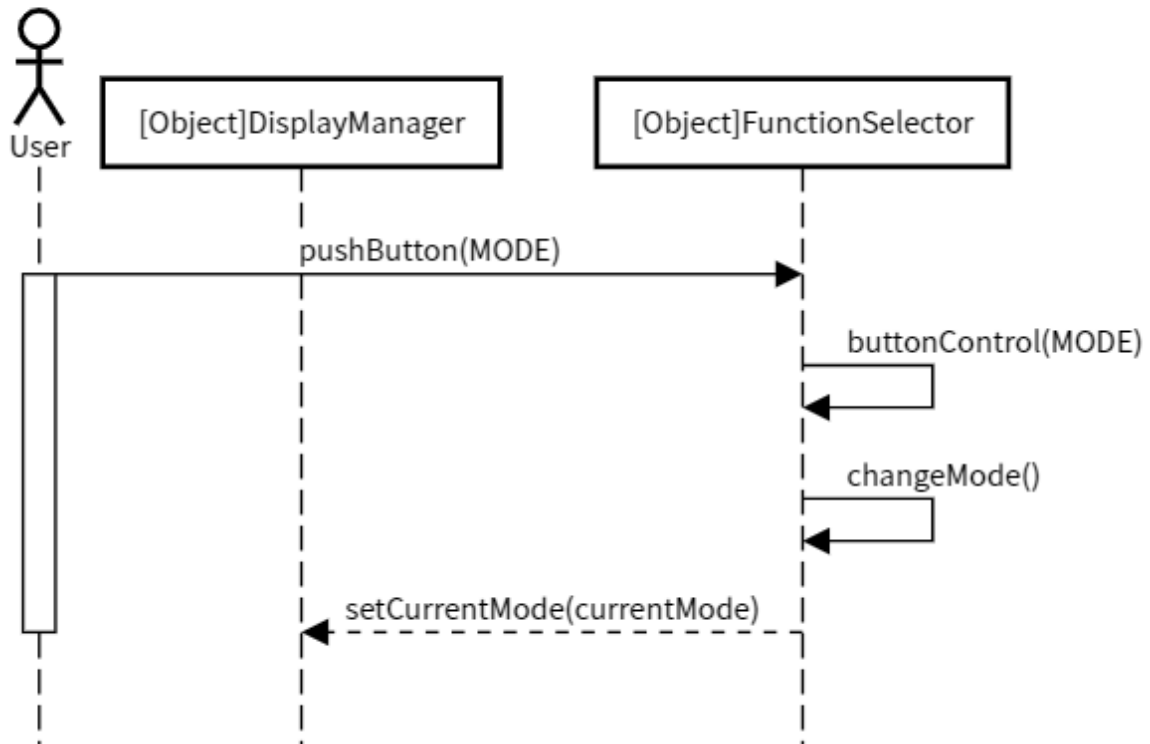 User
[Object]DisplayManager
[Object]FunctionSelector
pushButton(MODE)
buttonControl(MODE)
changeMode()
setCurrentMode(currentMode)